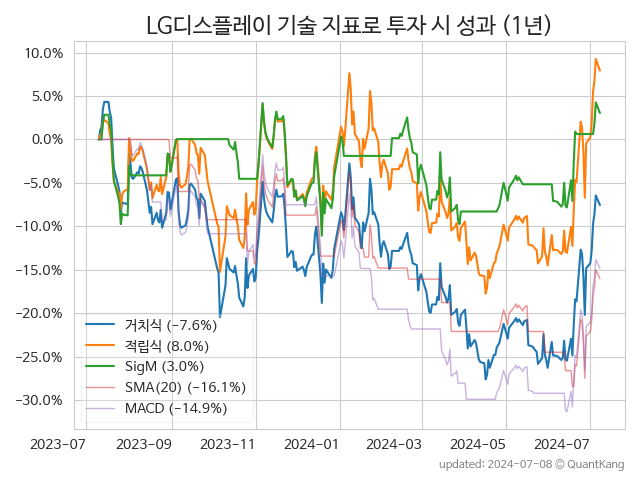 LG디스플레이 기술 지표로 투자 시 성과 (1년)
10.0%
5.0%
0.0%
−5.0%
−10.0%
−15.0%
−20.0%
−25.0%
−30.0%
거치식 (−7.6%)
적립식 (8.0%)
SigM (3.0%)
SMA(20) (−16.1%)
MACD (−14.9%)
2023-07 2023-09 2023-11 2024-01 2024-03 2024-05 2024-07
updated: 2024-07-08 © QuantKang